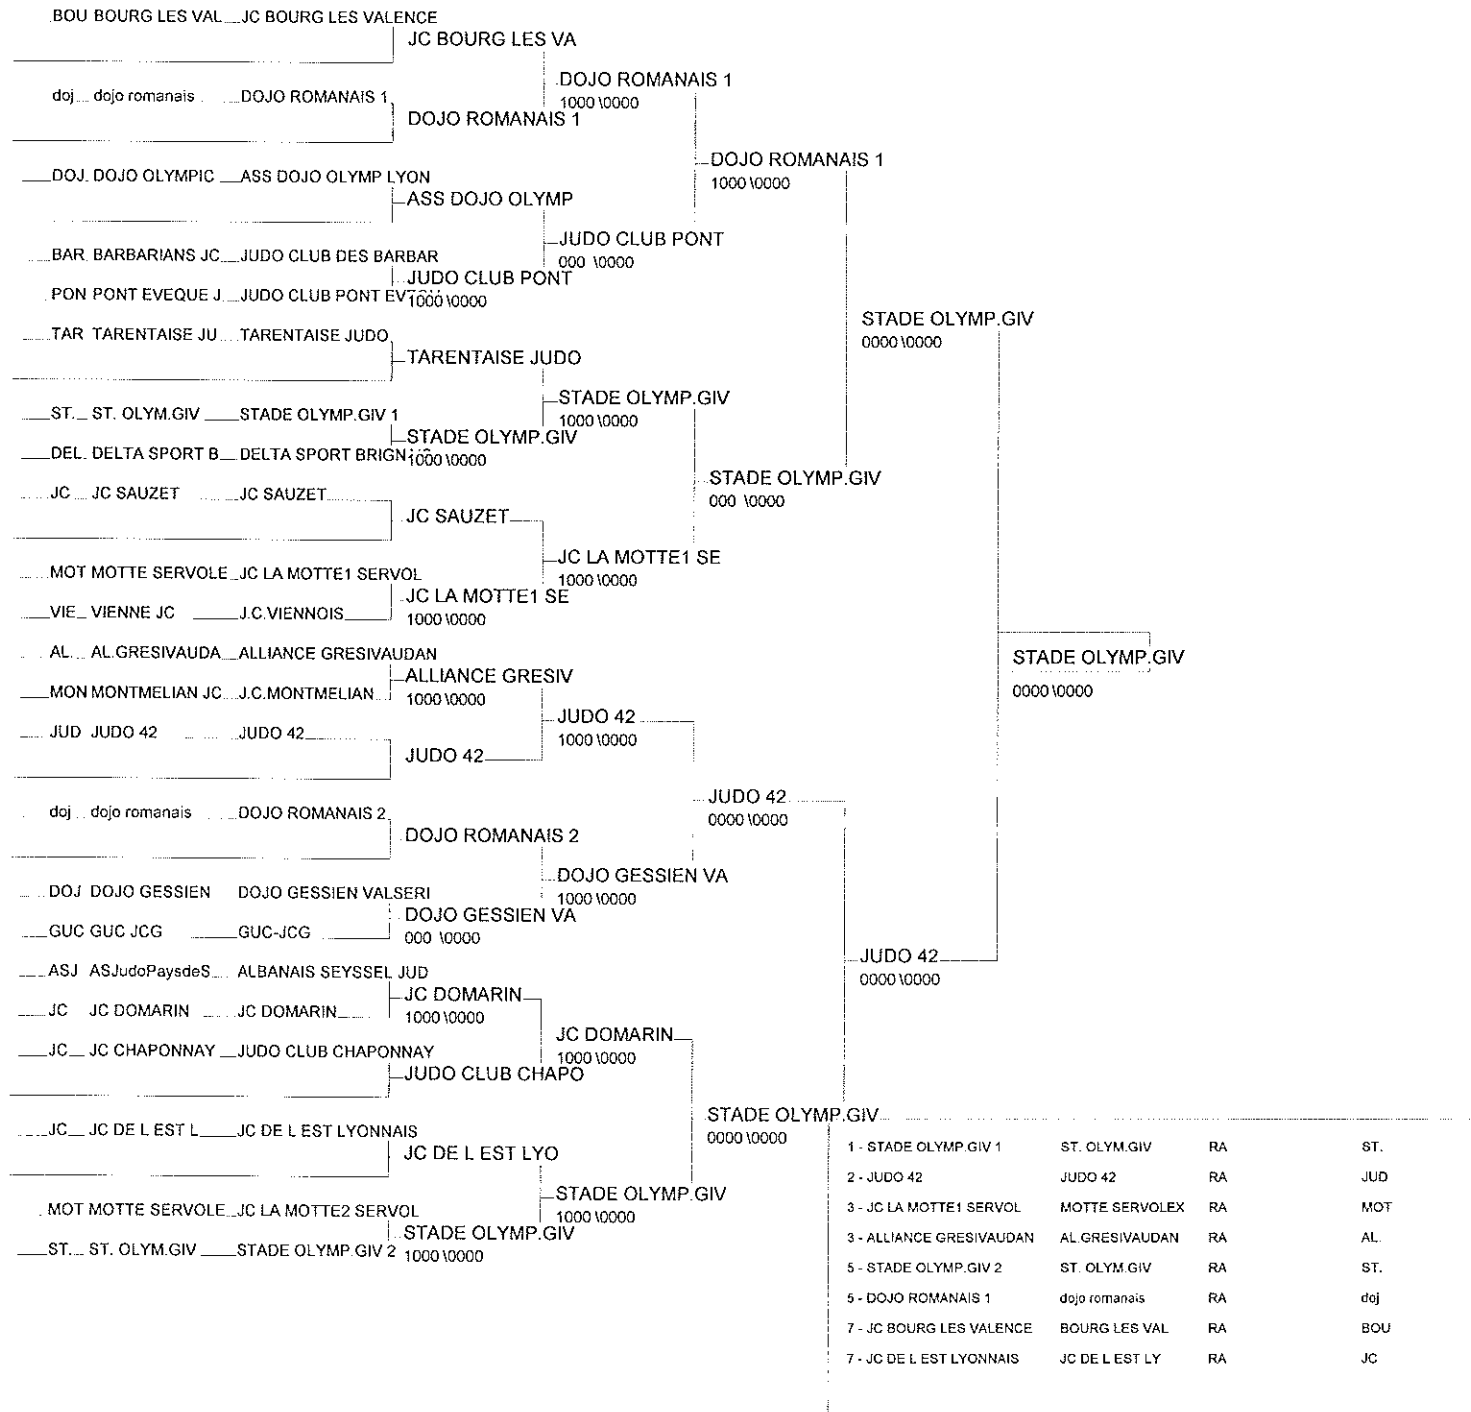 BOU BOURG LES VAL JC BOURG LES VALENCE
JC BOURG LES VA
DOJO ROMANAIS 1
1000 \0000
doj dojo romanais DOJO ROMANAIS 1
DOJO ROMANAIS 1
DOJO ROMANAIS 1
1000 \0000
DOJ. DOJO OLYMPIC ASS DOJO OLYMP LYON
ASS DOJO OLYMP
JUDO CLUB PONT
000 \0000
BAR. BARBARIANS JC JUDO CLUB DES BARBAR
JUDO CLUB PONT
1000 \0000
PON PONT EVEQUE J JUDO CLUB PONT
STADE OLYMP.GIV
0000 \0000
TAR TARENTAISE JU TARENTAISE JUDO
TARENTAISE JUDO
STADE OLYMP.GIV
1000 \0000
ST. ST. OLYM.GIV STADE OLYMP.GIV 1
STADE OLYMP.GIV
1000 \0000
DEL. DELTA SPORT B DELTA SPORT
STADE OLYMP.GIV
000 \0000
JC JC SAUZET JC SAUZET
JC SAUZET
JC LA MOTTE1 SE
1000 \0000
MOT MOTTE SERVOLE JC LA MOTTE1 SERVOL
JC LA MOTTE1 SE
1000 \0000
VIE VIENNE JC J.C.VIENNOIS
AL. AL.GRESIVAUDA ALLIANCE GRESIVAUDAN
STADE OLYMP.GIV
0000 \0000
ALLIANCE GRESIV
1000 \0000
MON MONTMELIAN JC J.C.MONTMELIAN
JUDO 42
1000 \0000
JUD JUDO 42 JUDO 42
JUDO 42
JUDO 42
0000 \0000
doj dojo romanais DOJO ROMANAIS 2
DOJO ROMANAIS 2
DOJO GESSIEN VA
1000 \0000
DOJ DOJO GESSIEN DOJO GESSIEN VALSERI
DOJO GESSIEN VA
000 \0000
GUC GUC JCG GUC-JCG
JUDO 42
0000 \0000
ASJ ASJudoPaysdeS ALBANAIS SEYSSEL JUD
JC DOMARIN
1000 \0000
JC JC DOMARIN JC DOMARIN
JC DOMARIN
1000 \0000
JC JC CHAPONNAY JUDO CLUB CHAPONNAY
JUDO CLUB CHAPO
STADE OLYMP.GIV
0000 \0000
JC JC DE L EST L JC DE L EST LYONNAIS
JC DE L EST LYO
STADE OLYMP.GIV
1000 \0000
MOT MOTTE SERVOLE JC LA MOTTE2 SERVOL
STADE OLYMP.GIV
1000 \0000
ST. ST. OLYM.GIV STADE OLYMP.GIV 2
1 - STADE OLYMP.GIV 1 ST. OLYM.GIV RA ST.
2 - JUDO 42 JUDO 42 RA JUD
3 - JC LA MOTTE1 SERVOL MOTTE SERVOLEX RA MOT
3 - ALLIANCE GRESIVAUDAN AL.GRESIVAUDAN RA AL.
5 - STADE OLYMP.GIV 2 ST. OLYM.GIV RA ST.
5 - DOJO ROMANAIS 1 dojo romanais RA doj
7 - JC BOURG LES VALENCE BOURG LES VAL RA BOU
7 - JC DE L EST LYONNAIS JC DE L EST LY RA JC